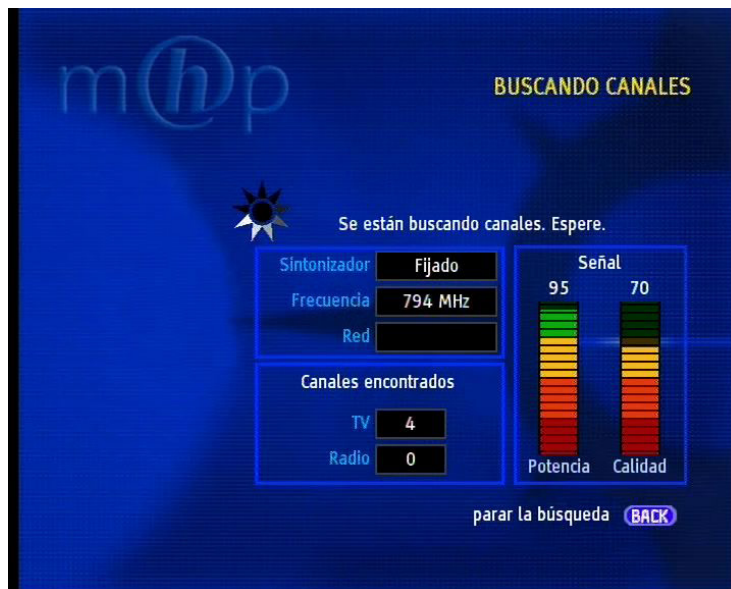 mhp
BUSCANDO CANALES
Se están buscando canales. Espere.
Sintonizador Fijado
Frecuencia 794 MHz
Red
Señal
95 70
Potencia Calidad
Canales encontrados
TV 4
Radio 0
parar la búsqueda BACK